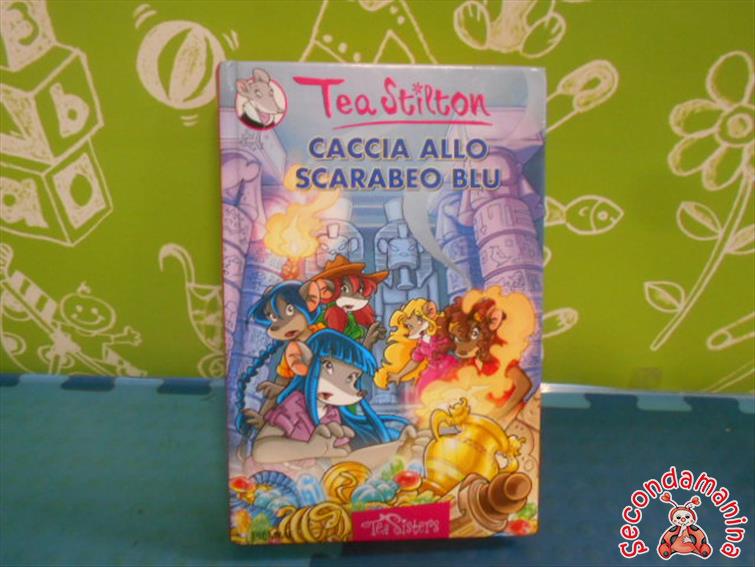 Tea Stilton
CACCIA ALLO
SCARABEO BLU
Tea Sisters
secondamanina